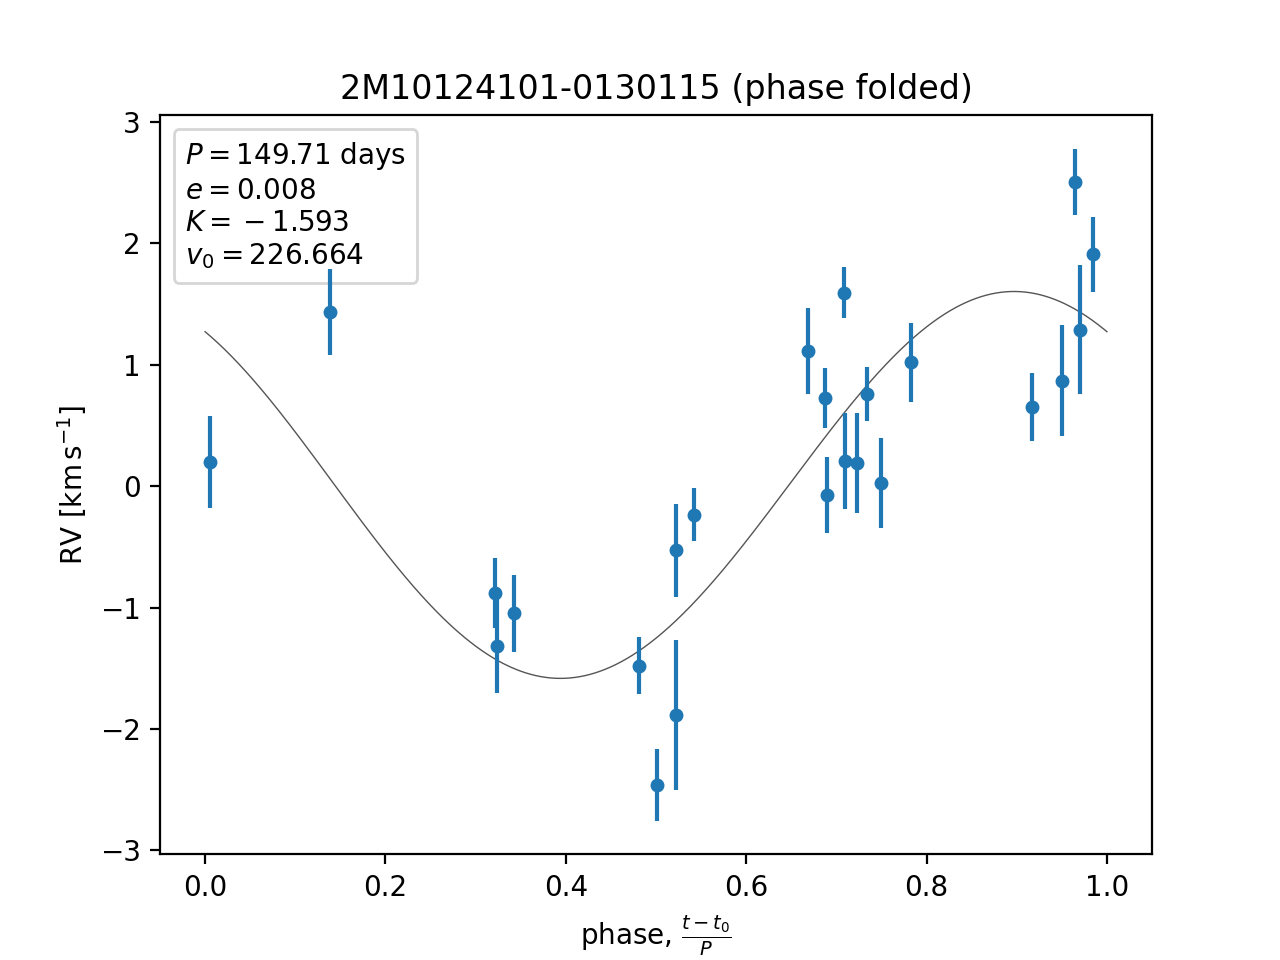 2M10124101-0130115 (phase folded)
P = 149.71 days
e = 0.008
K = −1.593
v₀ = 226.664
3
2
1
0
−1
−2
−3
RV [km s⁻¹]
0.0 0.2 0.4 0.6 0.8 1.0
phase, (t − t₀)/P